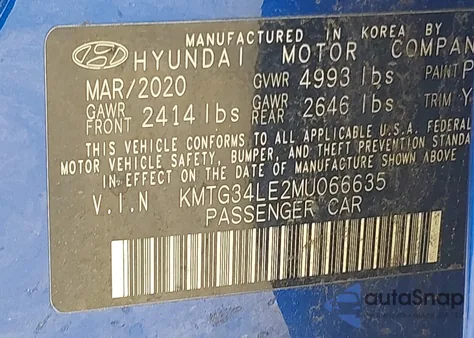 MANUFACTURED IN KOREA BY
HYUNDAI MOTOR COMPAN
MAR/2020 GVWR 4993 lbs PAINT P
GAWR FRONT 2414 lbs GAWR REAR 2646 lbs TRIM Y
THIS VEHICLE CONFORMS TO ALL APPLICABLE U.S.A. FEDERAL
MOTOR VEHICLE SAFETY, BUMPER, AND THEFT PREVENTION STANDA
IN EFFECT ON THE DATE OF MANUFACTURE SHOWN ABOVE
V.I.N KMTG34LE2MU066635
PASSENGER CAR
autaSnap